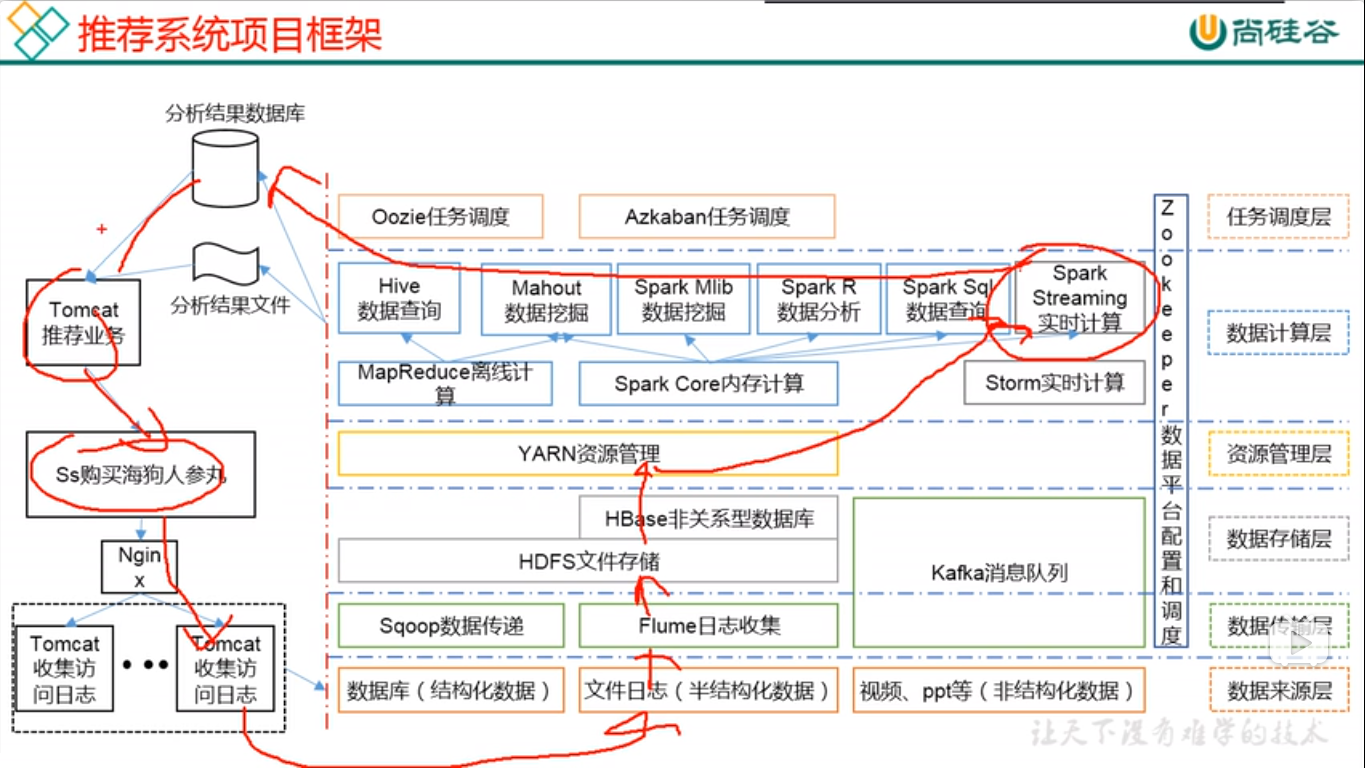 推荐系统项目框架
尚硅谷
分析结果数据库
分析结果文件
Tomcat
推荐业务
Ss购买海狗人参丸
Ngin
x
Tomcat
收集访
问日志
Tomcat
收集访
问日志
Oozie任务调度
Azkaban任务调度
任务调度层
Hive
数据查询
Mahout
数据挖掘
Spark Mlib
数据挖掘
Spark R
数据分析
Spark Sql
数据查询
Spark
Streaming
实时计算
数据计算层
MapReduce离线计
算
Spark Core内存计算
Storm实时计算
YARN资源管理
资源管理层
HBase非关系型数据库
HDFS文件存储
Kafka消息队列
数据存储层
Sqoop数据传递
Flume日志收集
数据传输层
数据库（结构化数据）
文件日志（半结构化数据）
视频、ppt等（非结构化数据）
数据来源层
Zookeeper数据平台配置和调度
让天下没有难学的技术